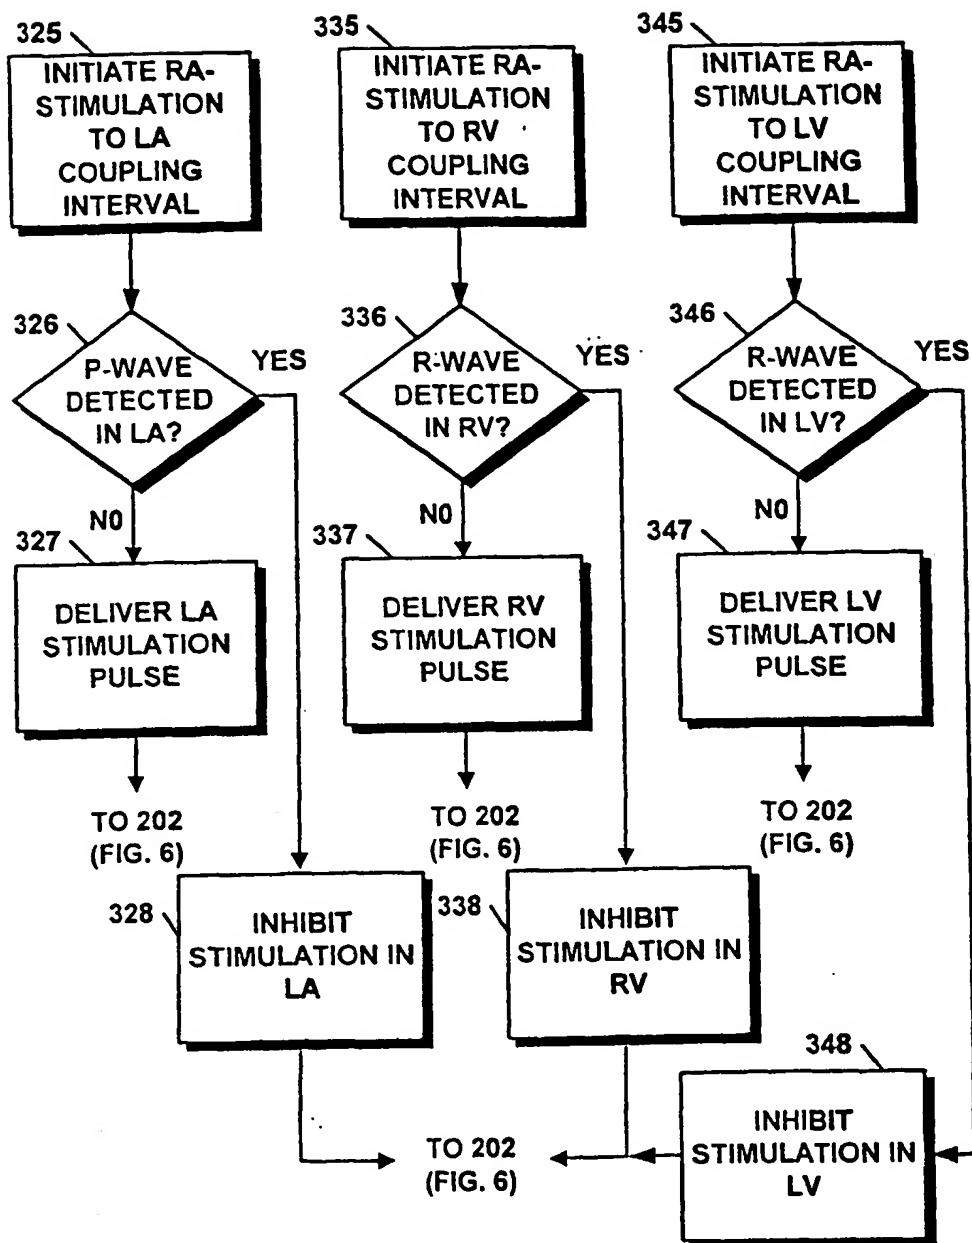 325
INITIATE RA-
STIMULATION
TO LA
COUPLING
INTERVAL
335
INITIATE RA-
STIMULATION
TO RV
COUPLING
INTERVAL
345
INITIATE RA-
STIMULATION
TO LV
COUPLING
INTERVAL
326
P-WAVE
DETECTED
IN LA?
YES
NO
336
R-WAVE
DETECTED
IN RV?
YES
NO
346
R-WAVE
DETECTED
IN LV?
YES
NO
327
DELIVER LA
STIMULATION
PULSE
337
DELIVER RV
STIMULATION
PULSE
347
DELIVER LV
STIMULATION
PULSE
TO 202
(FIG. 6)
TO 202
(FIG. 6)
TO 202
(FIG. 6)
328
INHIBIT
STIMULATION IN
LA
338
INHIBIT
STIMULATION IN
RV
348
INHIBIT
STIMULATION IN
LV
TO 202
(FIG. 6)